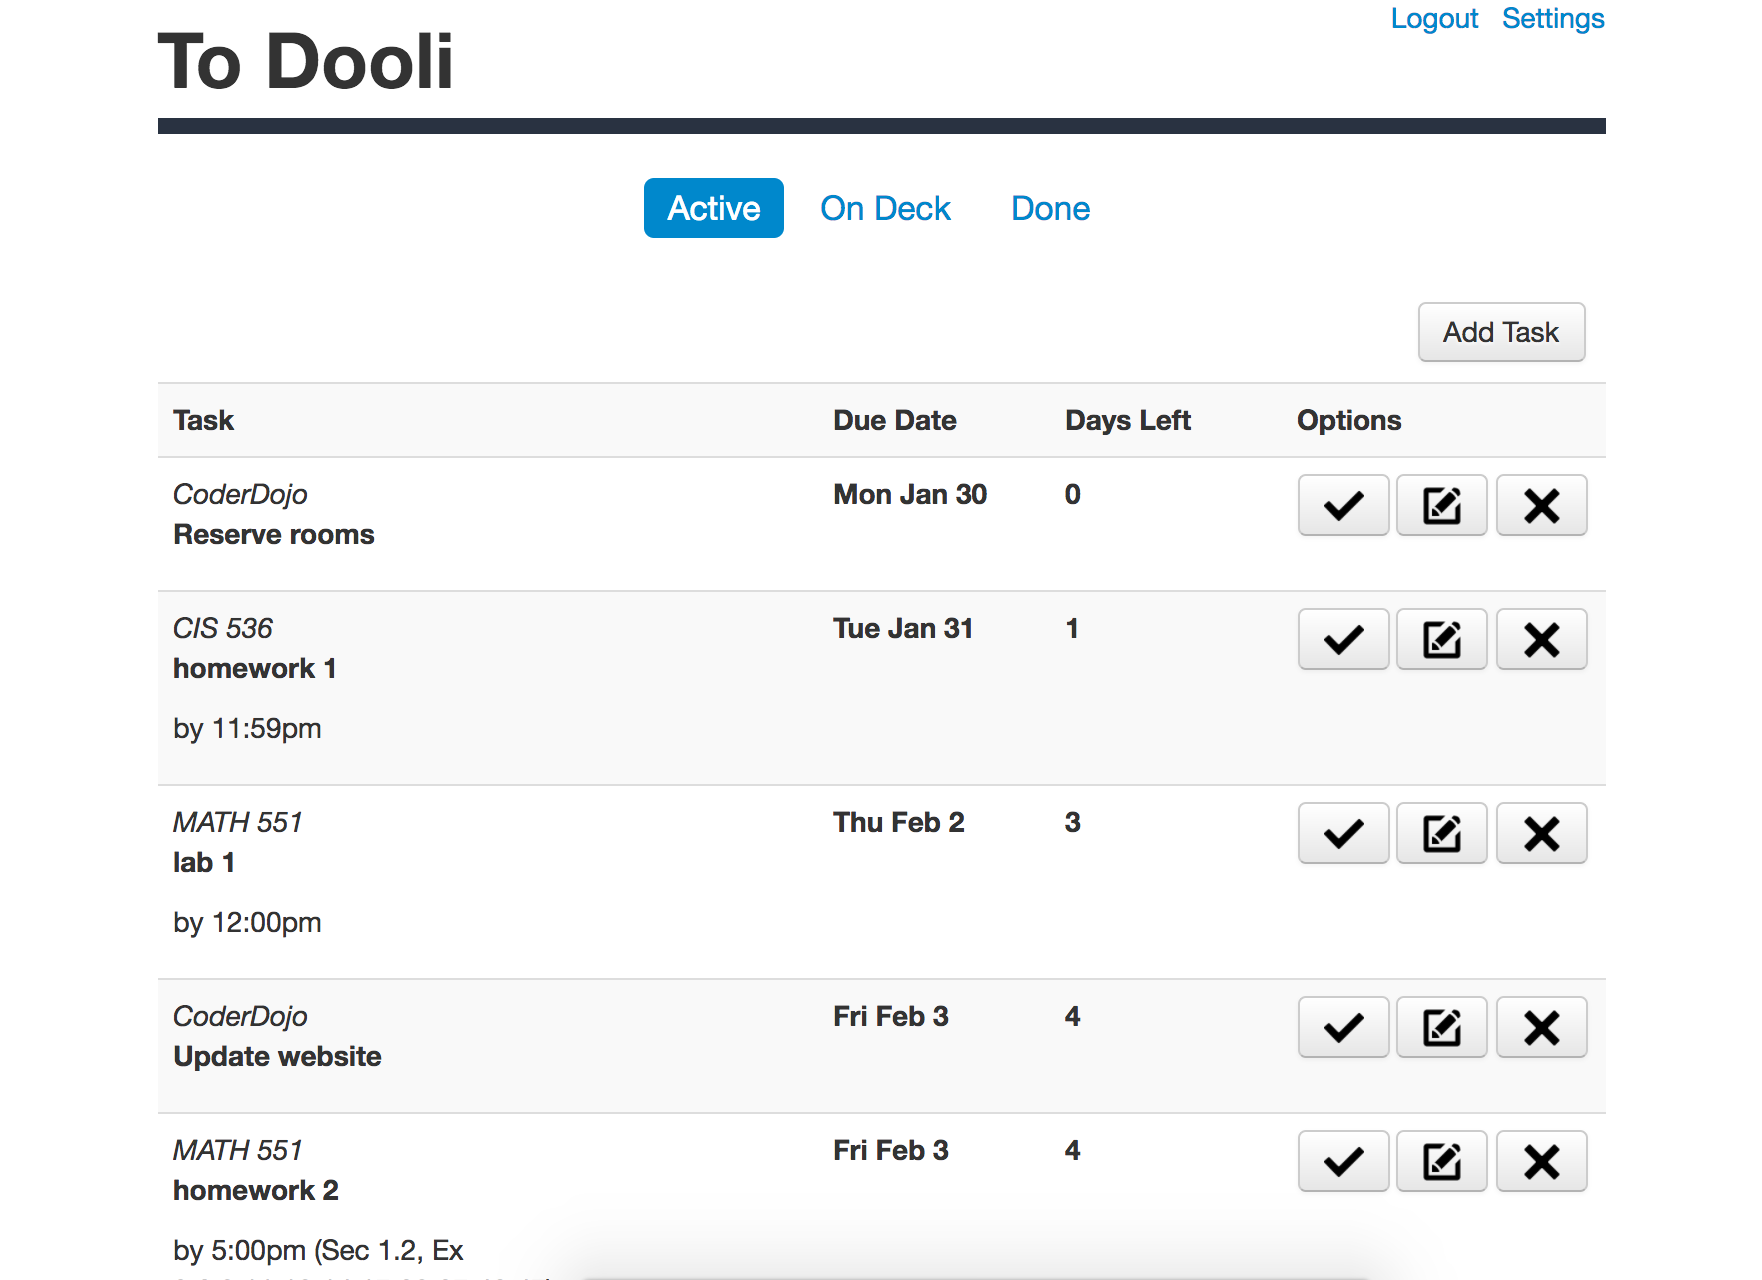 Logout Settings
To Dooli
Active On Deck Done
Add Task
Task Due Date Days Left Options
CoderDojo Mon Jan 30 0
Reserve rooms
CIS 536 Tue Jan 31 1
homework 1
by 11:59pm
MATH 551 Thu Feb 2 3
lab 1
by 12:00pm
CoderDojo Fri Feb 3 4
Update website
MATH 551 Fri Feb 3 4
homework 2
by 5:00pm (Sec 1.2, Ex